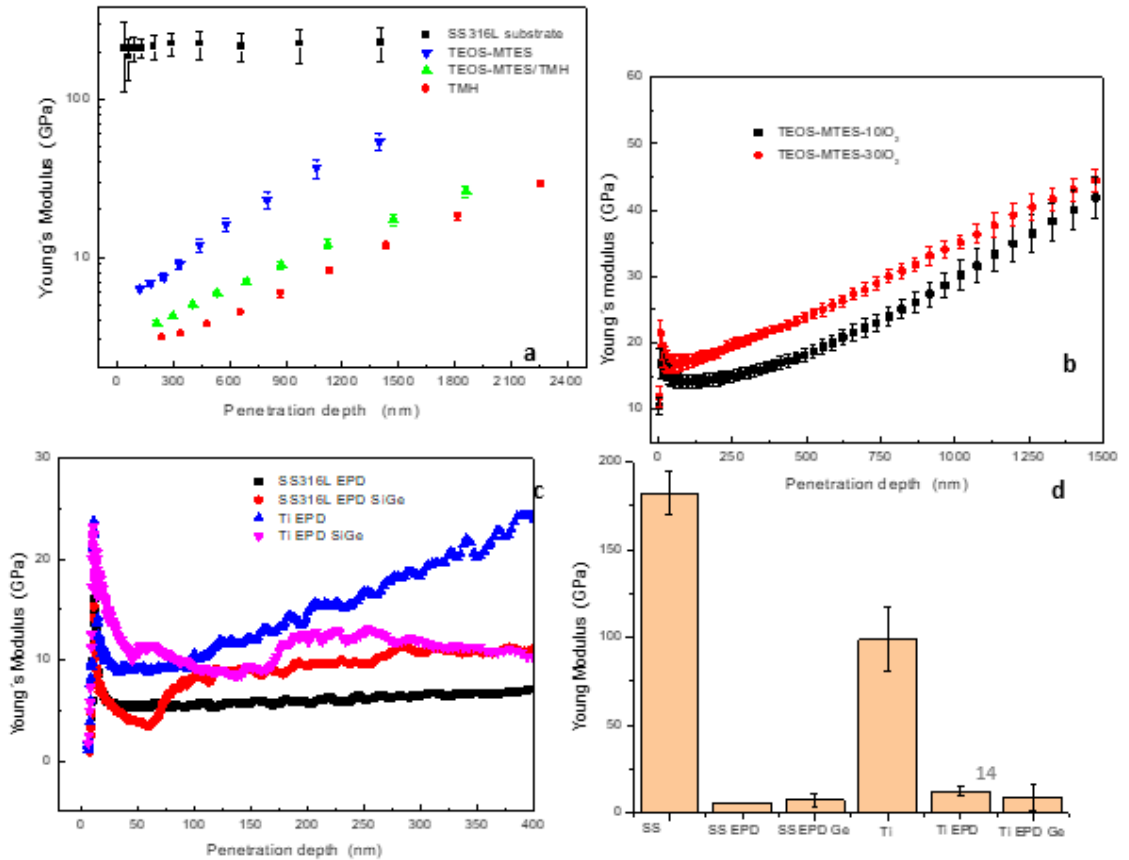 SS316L substrate
TEOS-MTES
TEOS-MTES/TMH
TMH
100
10
Young´s Modulus (GPa)
a
0 300 600 900 1200 1500 1800 2100 2400
Penetration depth (nm)
60
50
40
30
20
10
Young´s modulus (GPa)
TEOS-MTES-10IO2
TEOS-MTES-30IO2
b
0 250 500 750 1000 1250 1500
Penetration depth (nm)
30
20
10
0
Young´s Modulus (GPa)
SS316L EPD
SS316L EPD SiGe
Ti EPD
Ti EPD SiGe
c
0 50 100 150 200 250 300 350 400
Penetration depth (nm)
200
150
100
50
0
Young Modulus (GPa)
d
14
SS SS EPD SS EPD Ge Ti Ti EPD Ti EPD Ge